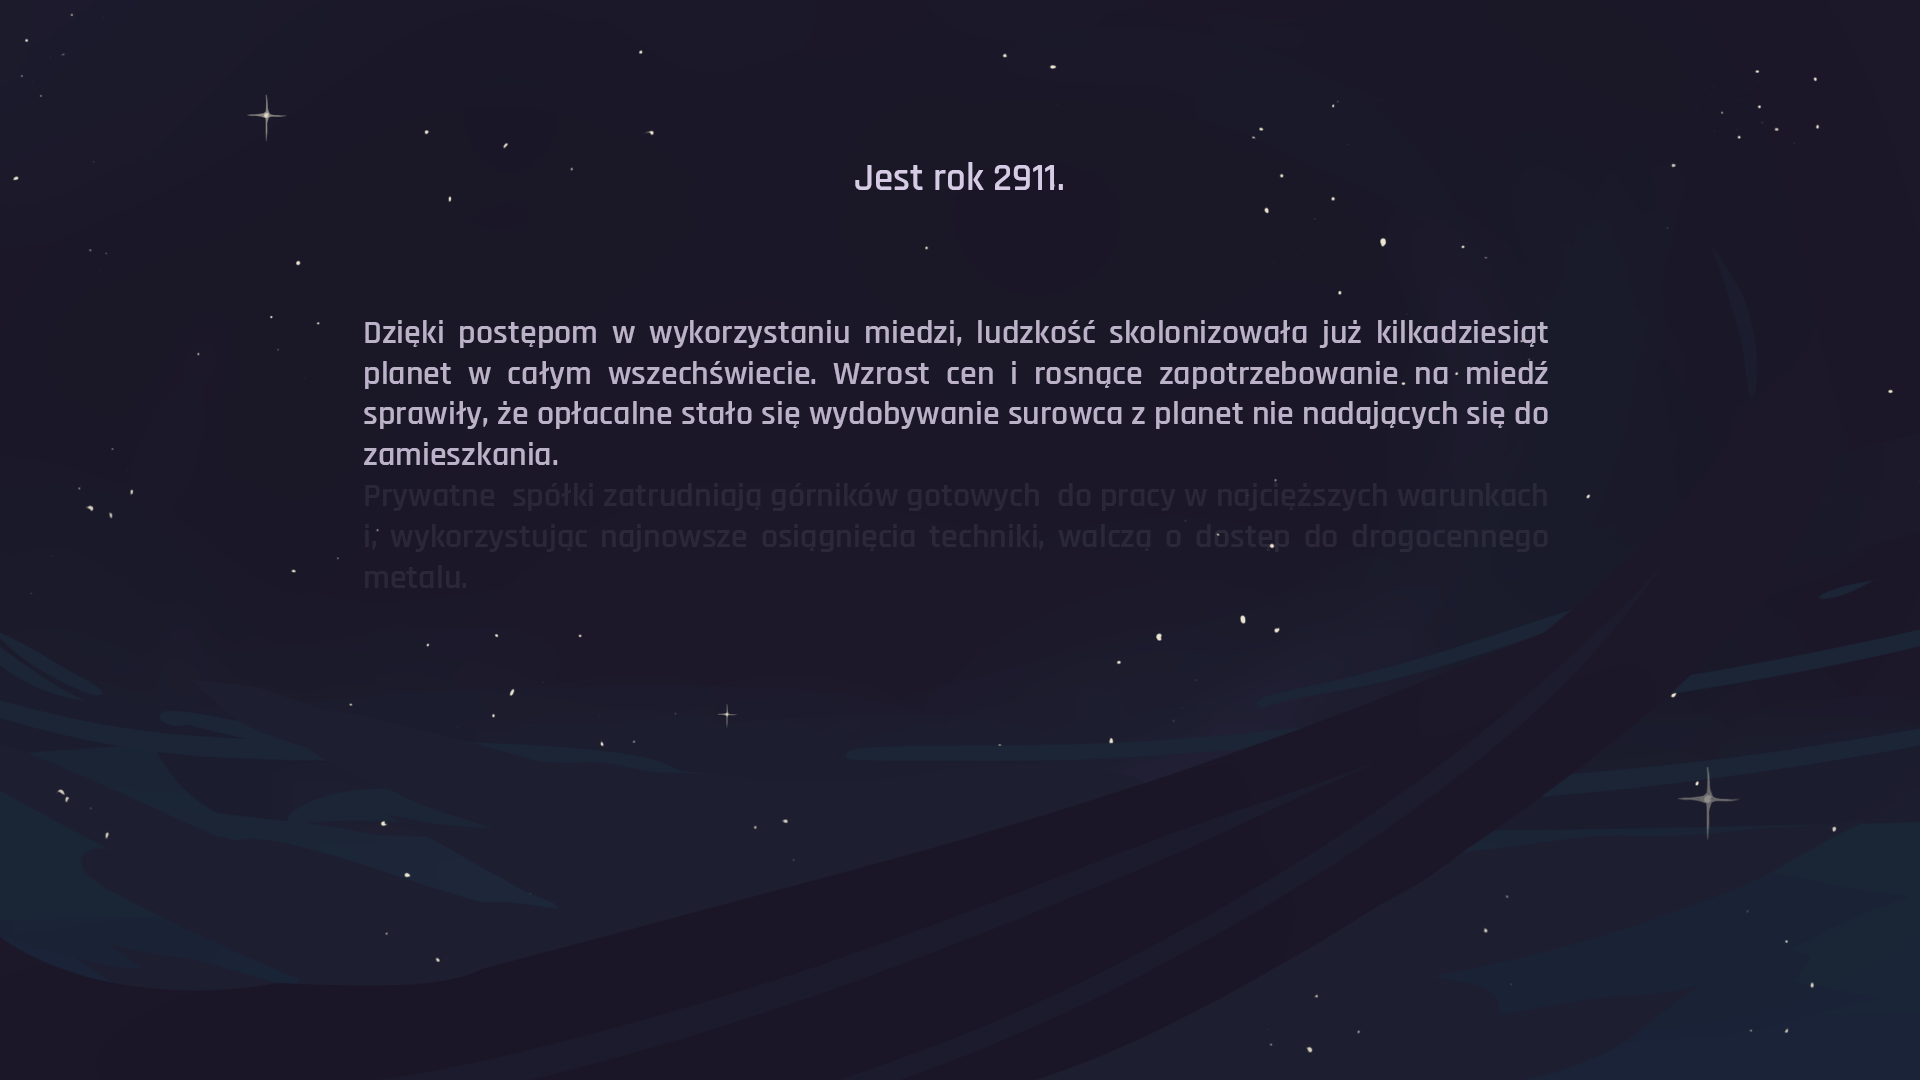 Jest rok 2911.
Dzięki postępom w wykorzystaniu miedzi, ludzkość skolonizowała już kilkadziesiąt
planet w całym wszechświecie. Wzrost cen i rosnące zapotrzebowanie na miedź
sprawiły, że opłacalne stało się wydobywanie surowca z planet nie nadających się do
zamieszkania.
Prywatne spółki zatrudniają górników gotowych do pracy w najcięższych warunkach
i, wykorzystując najnowsze osiągnięcia techniki, walczą o dostęp do drogocennego
metalu.